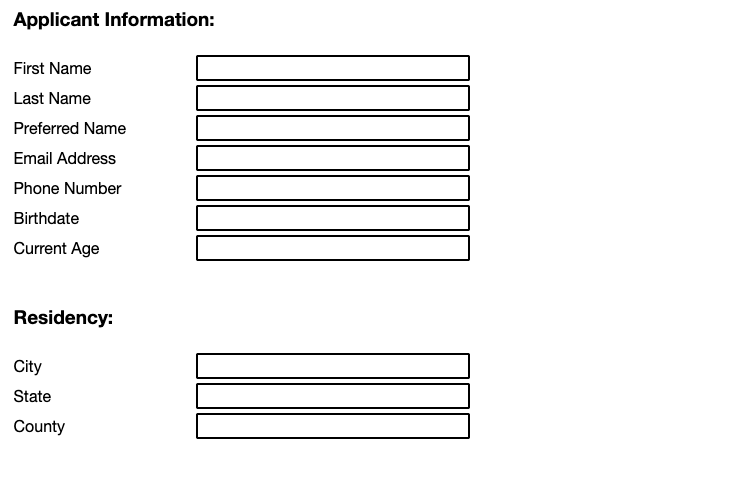 Applicant Information:
First Name
Last Name
Preferred Name
Email Address
Phone Number
Birthdate
Current Age
Residency:
City
State
County